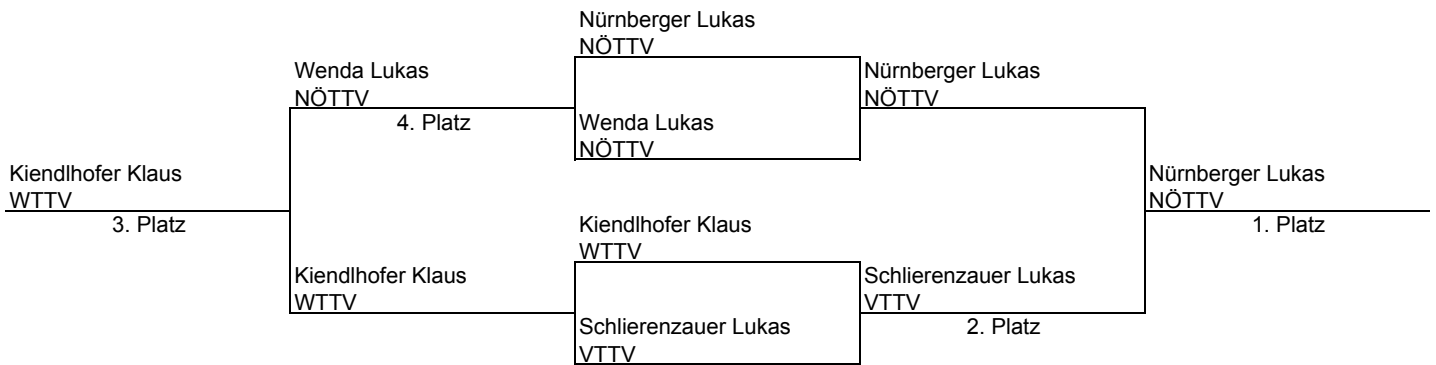 Nürnberger Lukas
NÖTTV
Wenda Lukas
NÖTTV
4. Platz
Nürnberger Lukas
NÖTTV
Wenda Lukas
NÖTTV
Kiendlhofer Klaus
WTTV
3. Platz
Nürnberger Lukas
NÖTTV
1. Platz
Kiendlhofer Klaus
WTTV
Kiendlhofer Klaus
WTTV
Schlierenzauer Lukas
VTTV
2. Platz
Schlierenzauer Lukas
VTTV